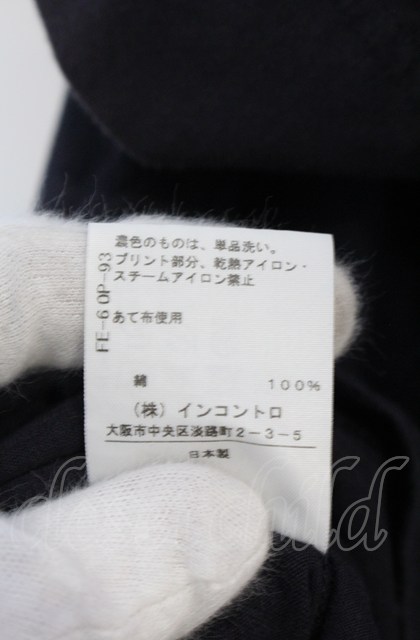 濃色のものは、単品洗い。
プリント部分、乾熱アイロン・
スチームアイロン禁止
あて布使用
綿 100%
(株)インコントロ
大阪市中央区淡路町2-3-5
日本製
FE-60P-93